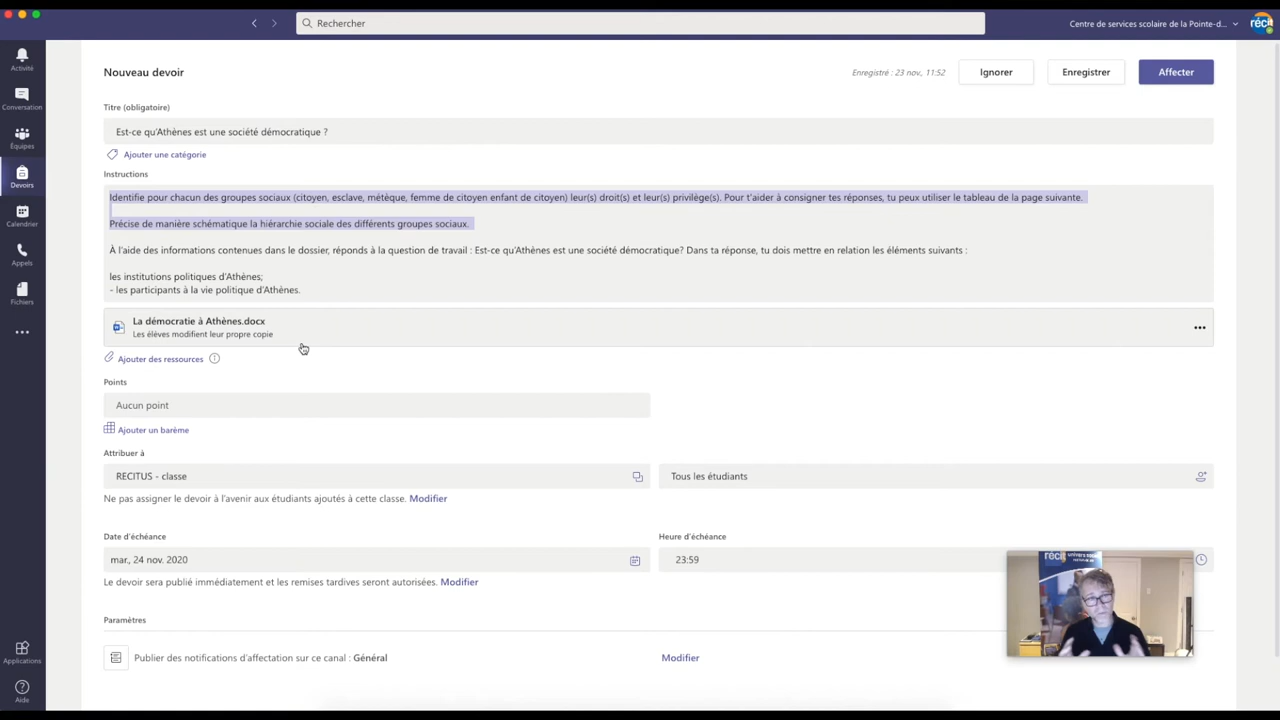 Rechercher
Centre de services scolaire de la Pointe-d...
récit
Activité
Conversation
Équipes
Devoirs
Calendrier
Appels
Fichiers
Applications
Aide
Nouveau devoir
Enregistré : 23 nov., 11:52
Ignorer
Enregistrer
Affecter
Titre (obligatoire)
Est-ce qu'Athènes est une société démocratique ?
Ajouter une catégorie
Instructions
Identifie pour chacun des groupes sociaux (citoyen, esclave, métèque, femme de citoyen enfant de citoyen) leur(s) droit(s) et leur(s) privilège(s). Pour t'aider à consigner tes réponses, tu peux utiliser le tableau de la page suivante.
Précise de manière schématique la hiérarchie sociale des différents groupes sociaux.
À l'aide des informations contenues dans le dossier, réponds à la question de travail : Est-ce qu'Athènes est une société démocratique? Dans ta réponse, tu dois mettre en relation les éléments suivants :
les institutions politiques d'Athènes;
- les participants à la vie politique d'Athènes.
La démocratie à Athènes.docx
Les élèves modifient leur propre copie
Ajouter des ressources
Points
Aucun point
Ajouter un barème
Attribuer à
RECITUS - classe
Tous les étudiants
Ne pas assigner le devoir à l'avenir aux étudiants ajoutés à cette classe. Modifier
Date d'échéance
Heure d'échéance
mar., 24 nov. 2020
23:59
Le devoir sera publié immédiatement et les remises tardives seront autorisées. Modifier
récit
Paramètres
Publier des notifications d'affectation sur ce canal : Général
Modifier